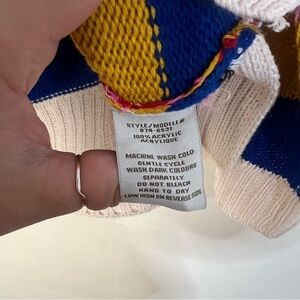 STYLE/MODELE#
874-6531
100% ACRYLIC
ACRYLIQUE
MACHINE WASH COLD
GENTLE CYCLE
WASH DARK COLOURS
SEPARATLLY
DO NOT BLEACH
HANG TO DRY
LOW IRON ON REVERSE SIDE